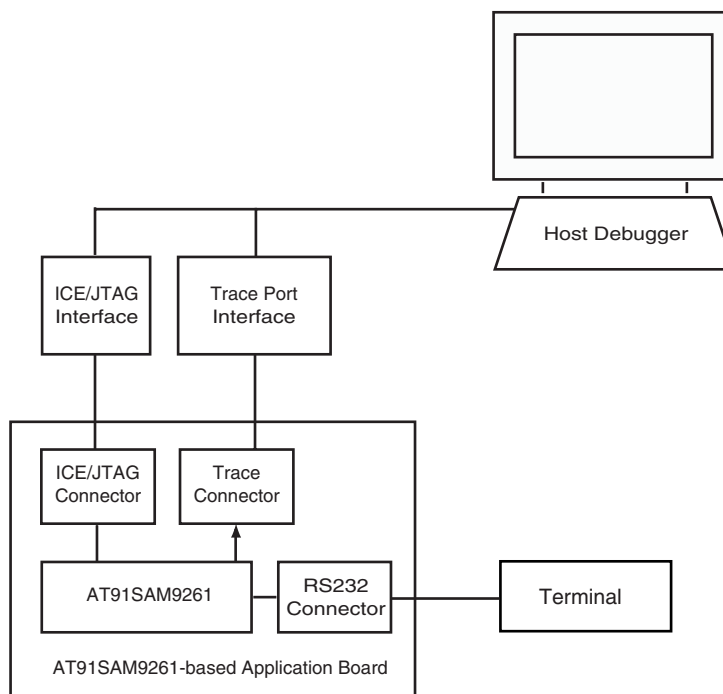 Host Debugger
ICE/JTAG
Interface
Trace Port
Interface
ICE/JTAG
Connector
Trace
Connector
AT91SAM9261
RS232
Connector
Terminal
AT91SAM9261-based Application Board